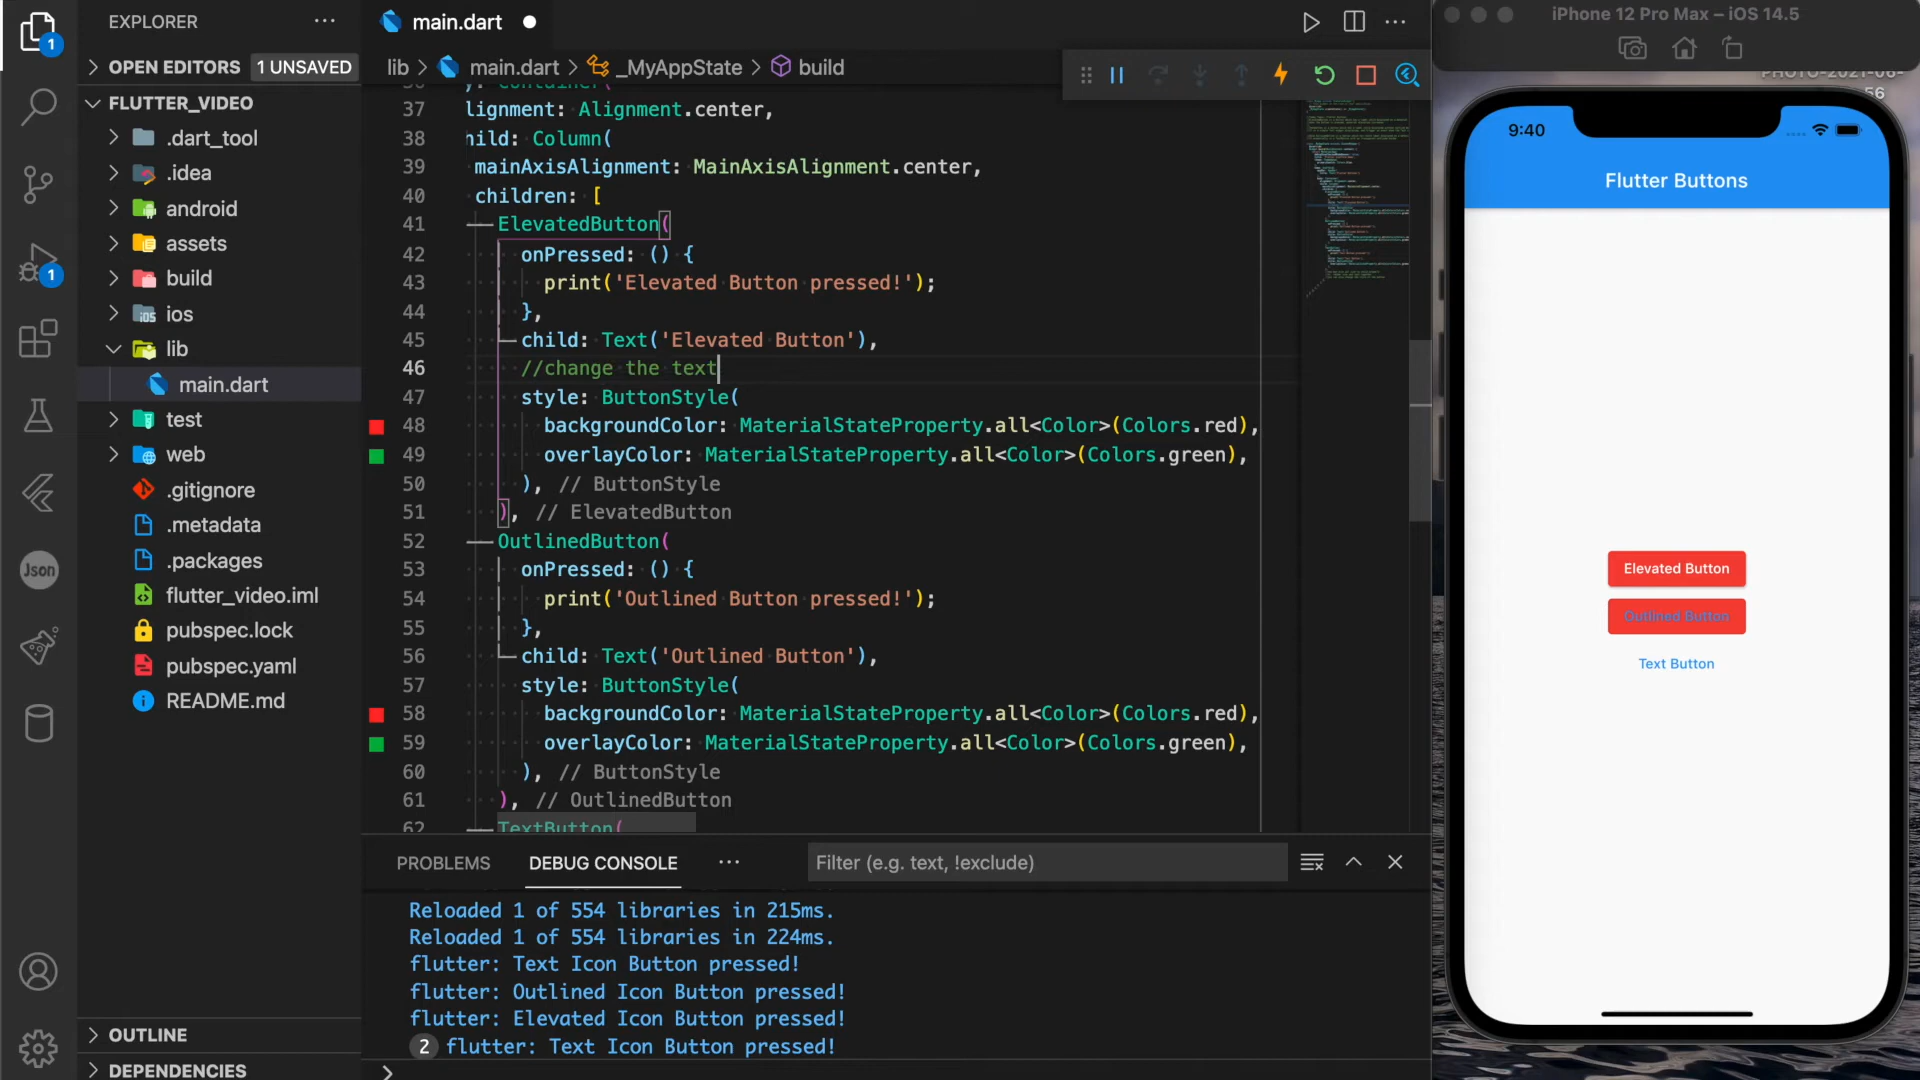 EXPLORER
OPEN EDITORS 1 UNSAVED
FLUTTER_VIDEO
.dart_tool
.idea
android
assets
build
ios
lib
main.dart
test
web
.gitignore
.metadata
.packages
flutter_video.iml
pubspec.lock
pubspec.yaml
README.md
OUTLINE
DEPENDENCIES
1
1
Json
main.dart
lib > main.dart > _MyAppState > build
37 lignment: Alignment.center,
38 hild: Column(
39 mainAxisAlignment: MainAxisAlignment.center,
40 children: [
41 ElevatedButton(
42 onPressed: () {
43 print('Elevated Button pressed!');
44 },
45 child: Text('Elevated Button'),
46 //change the text
47 style: ButtonStyle(
48 backgroundColor: MaterialStateProperty.all<Color>(Colors.red),
49 overlayColor: MaterialStateProperty.all<Color>(Colors.green),
50 ), // ButtonStyle
51 ), // ElevatedButton
52 OutlinedButton(
53 onPressed: () {
54 print('Outlined Button pressed!');
55 },
56 child: Text('Outlined Button'),
57 style: ButtonStyle(
58 backgroundColor: MaterialStateProperty.all<Color>(Colors.red),
59 overlayColor: MaterialStateProperty.all<Color>(Colors.green),
60 ), // ButtonStyle
61 ), // OutlinedButton
62 TextButton(
PROBLEMS DEBUG CONSOLE Filter (e.g. text, !exclude)
Reloaded 1 of 554 libraries in 215ms.
Reloaded 1 of 554 libraries in 224ms.
flutter: Text Icon Button pressed!
flutter: Outlined Icon Button pressed!
flutter: Elevated Icon Button pressed!
2 flutter: Text Icon Button pressed!
iPhone 12 Pro Max – iOS 14.5
PHOTO-2021-06-
56
9:40
Flutter Buttons
Elevated Button
Outlined Button
Text Button